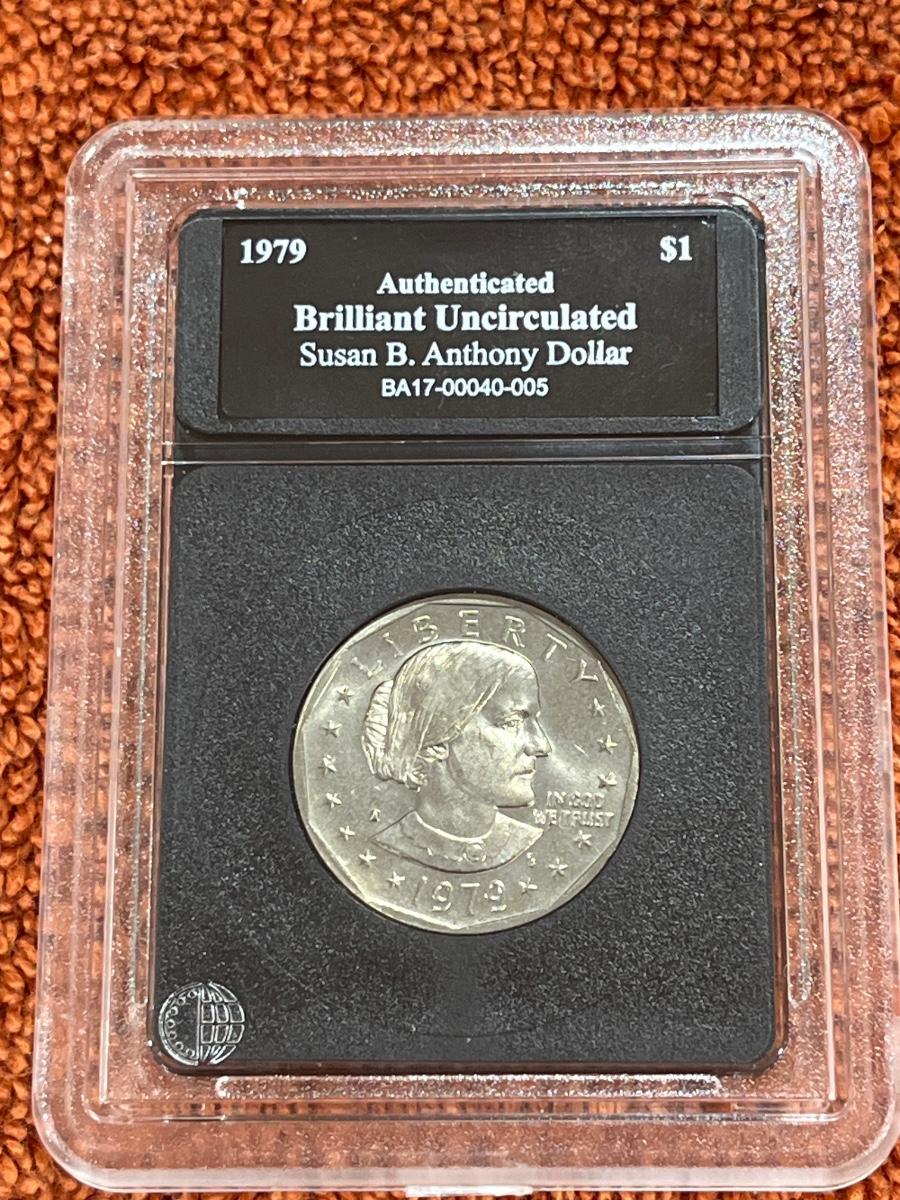 1979 $1
Authenticated
Brilliant Uncirculated
Susan B. Anthony Dollar
BA17-00040-005
LIBERTY
IN GOD
WE TRUST
1979